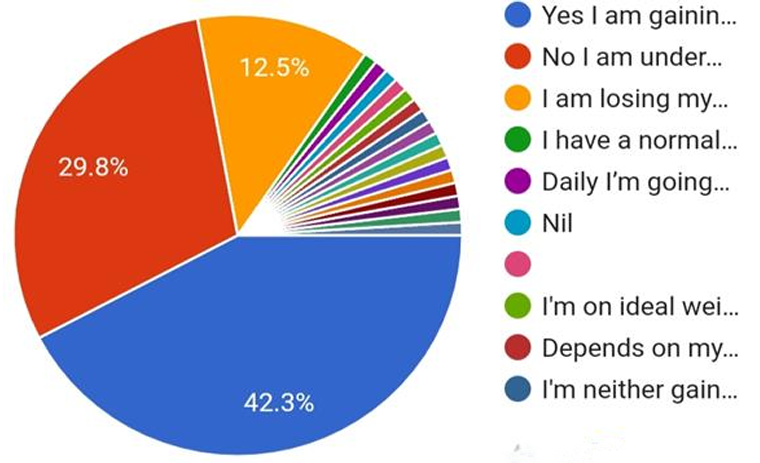 12.5%
29.8%
42.3%
Yes I am gainin...
No I am under...
I am losing my...
I have a normal...
Daily I’m going...
Nil
I'm on ideal wei...
Depends on my...
I'm neither gain...